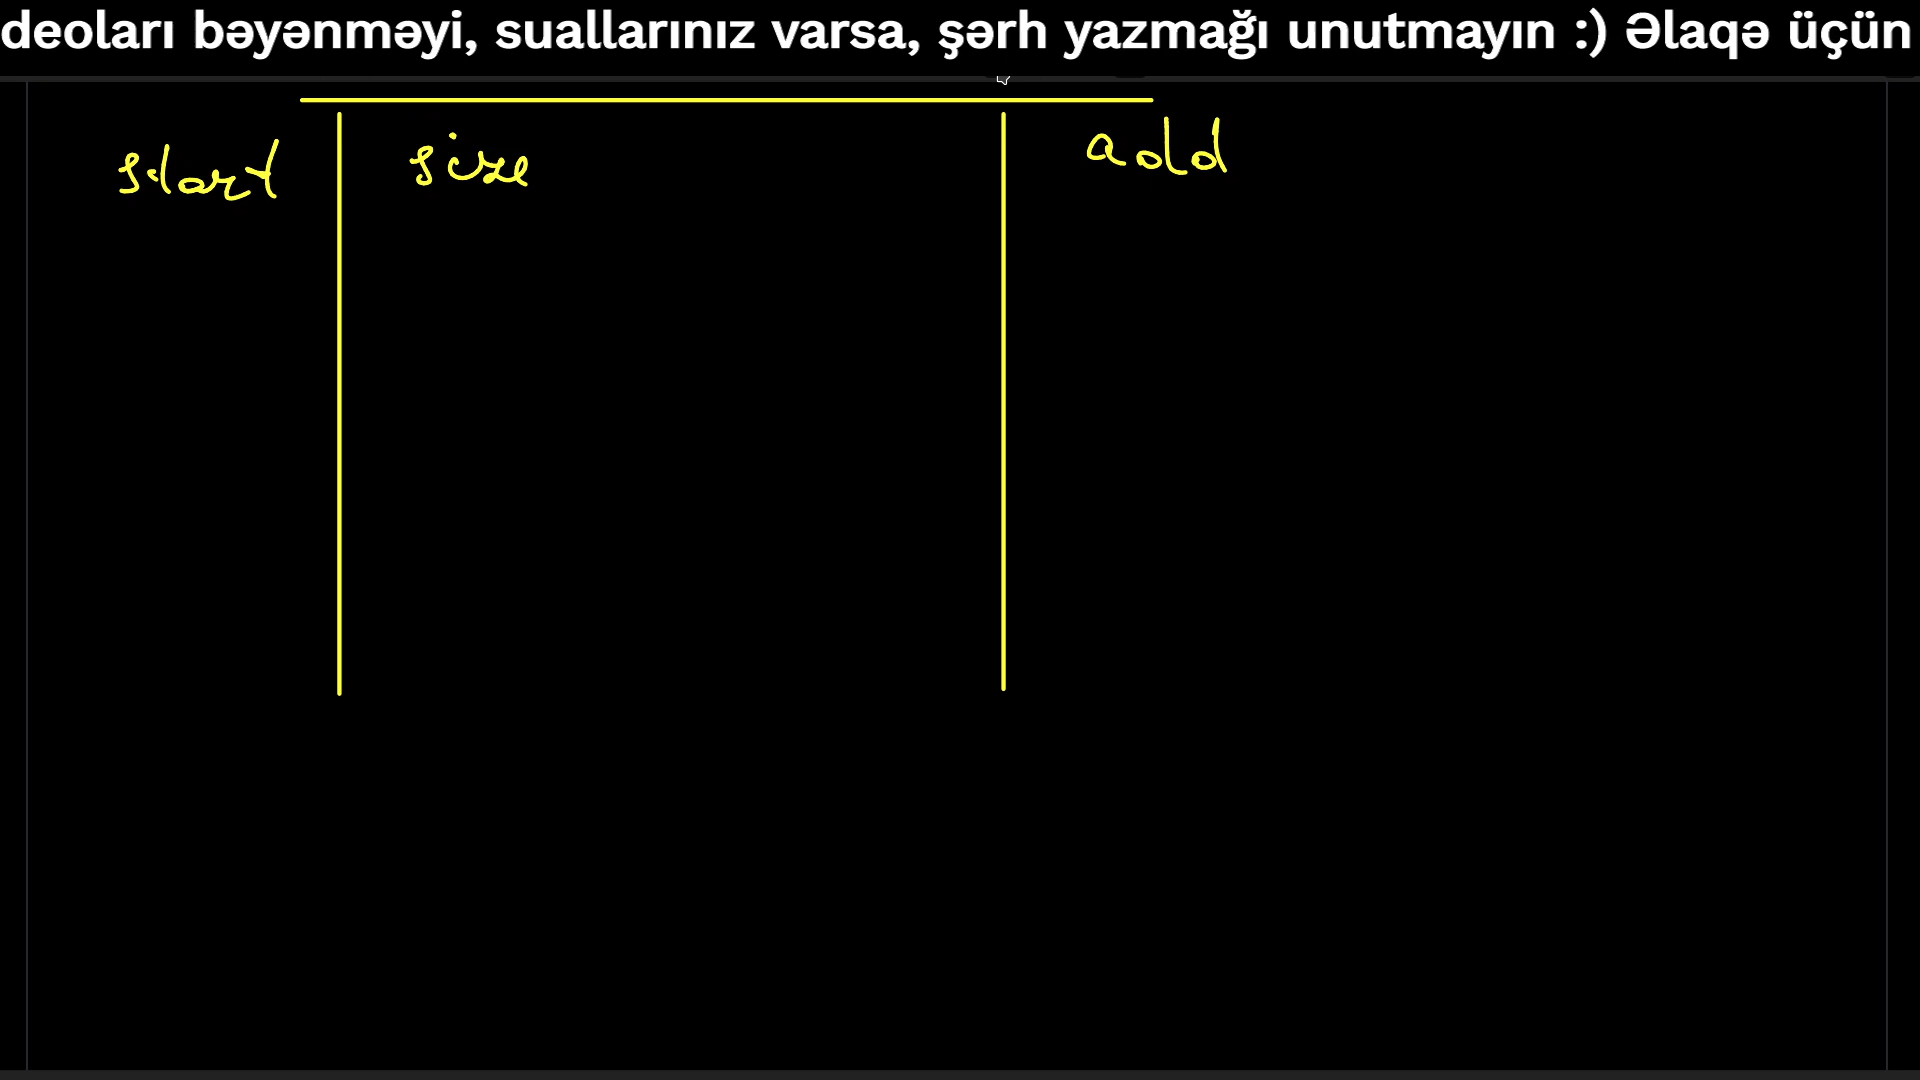 deoları bəyənməyi, suallarınız varsa, şərh yazmağı unutmayın :) Əlaqə üçün
start size add